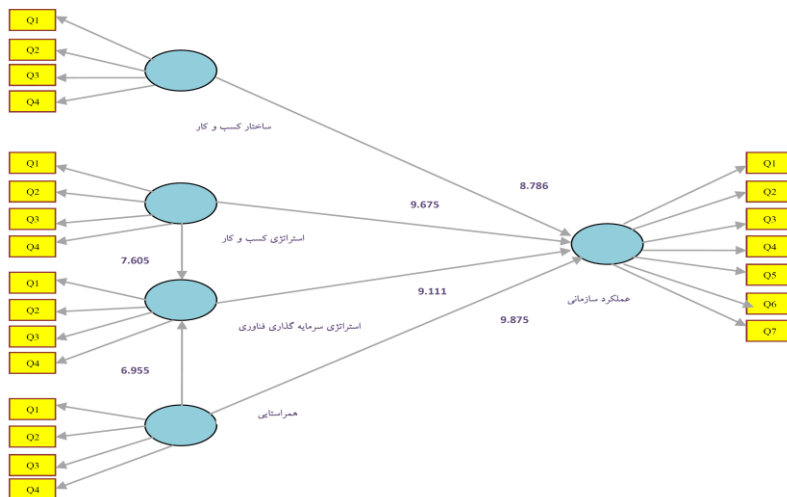 Q1
Q2
Q3
Q4
ساختار کسب و کار
8.786
Q1
Q2
Q3
Q4
9.675
استراتژی کسب و کار
7.605
Q1
Q2
Q3
Q4
9.111
استراتژی سرمایه گذاری فناوری
9.875
6.955
همراستایی
Q1
Q2
Q3
Q4
Q1
Q2
Q3
Q4
Q5
Q6
Q7
عملکرد سازمانی